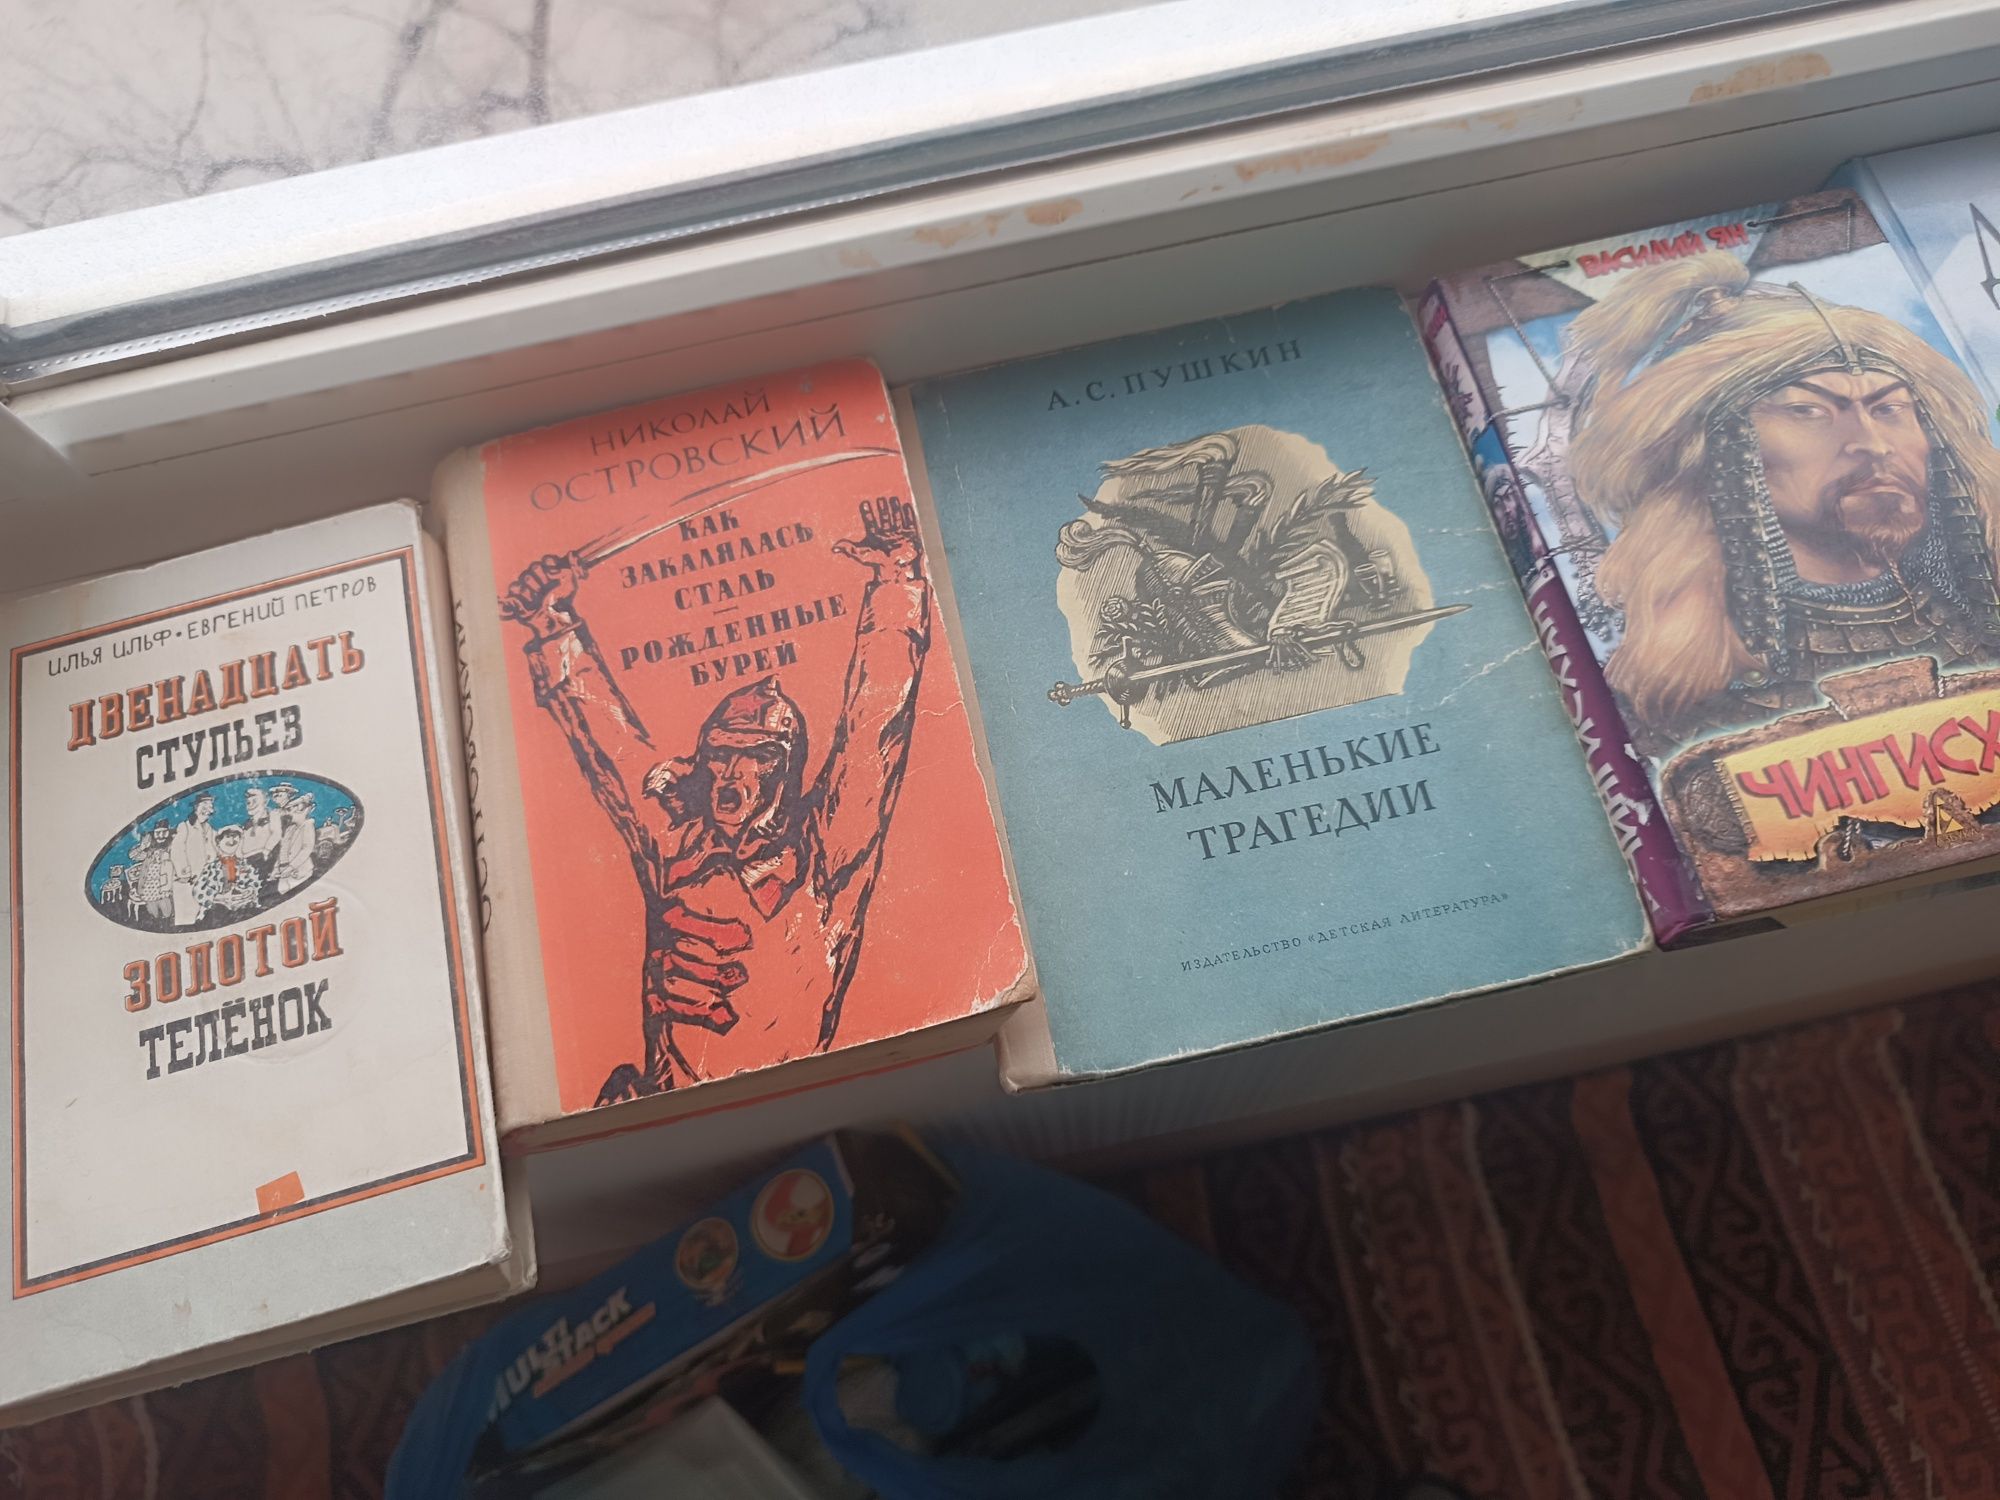 ИЛЬЯ ИЛЬФ • ЕВГЕНИЙ ПЕТРОВ
ДВЕНАДЦАТЬ
СТУЛЬЕВ
ЗОЛОТОЙ
ТЕЛЁНОК
НИКОЛАЙ
ОСТРОВСКИЙ
КАК
ЗАКАЛЯЛАСЬ
СТАЛЬ
—
РОЖДЕННЫЕ
БУРЕЙ
А. С. ПУШКИН
МАЛЕНЬКИЕ
ТРАГЕДИИ
ИЗДАТЕЛЬСТВО «ДЕТСКАЯ ЛИТЕРАТУРА»
ВАСИЛИЙ ЯН
ЧИНГИСХ
MULTI
STACK